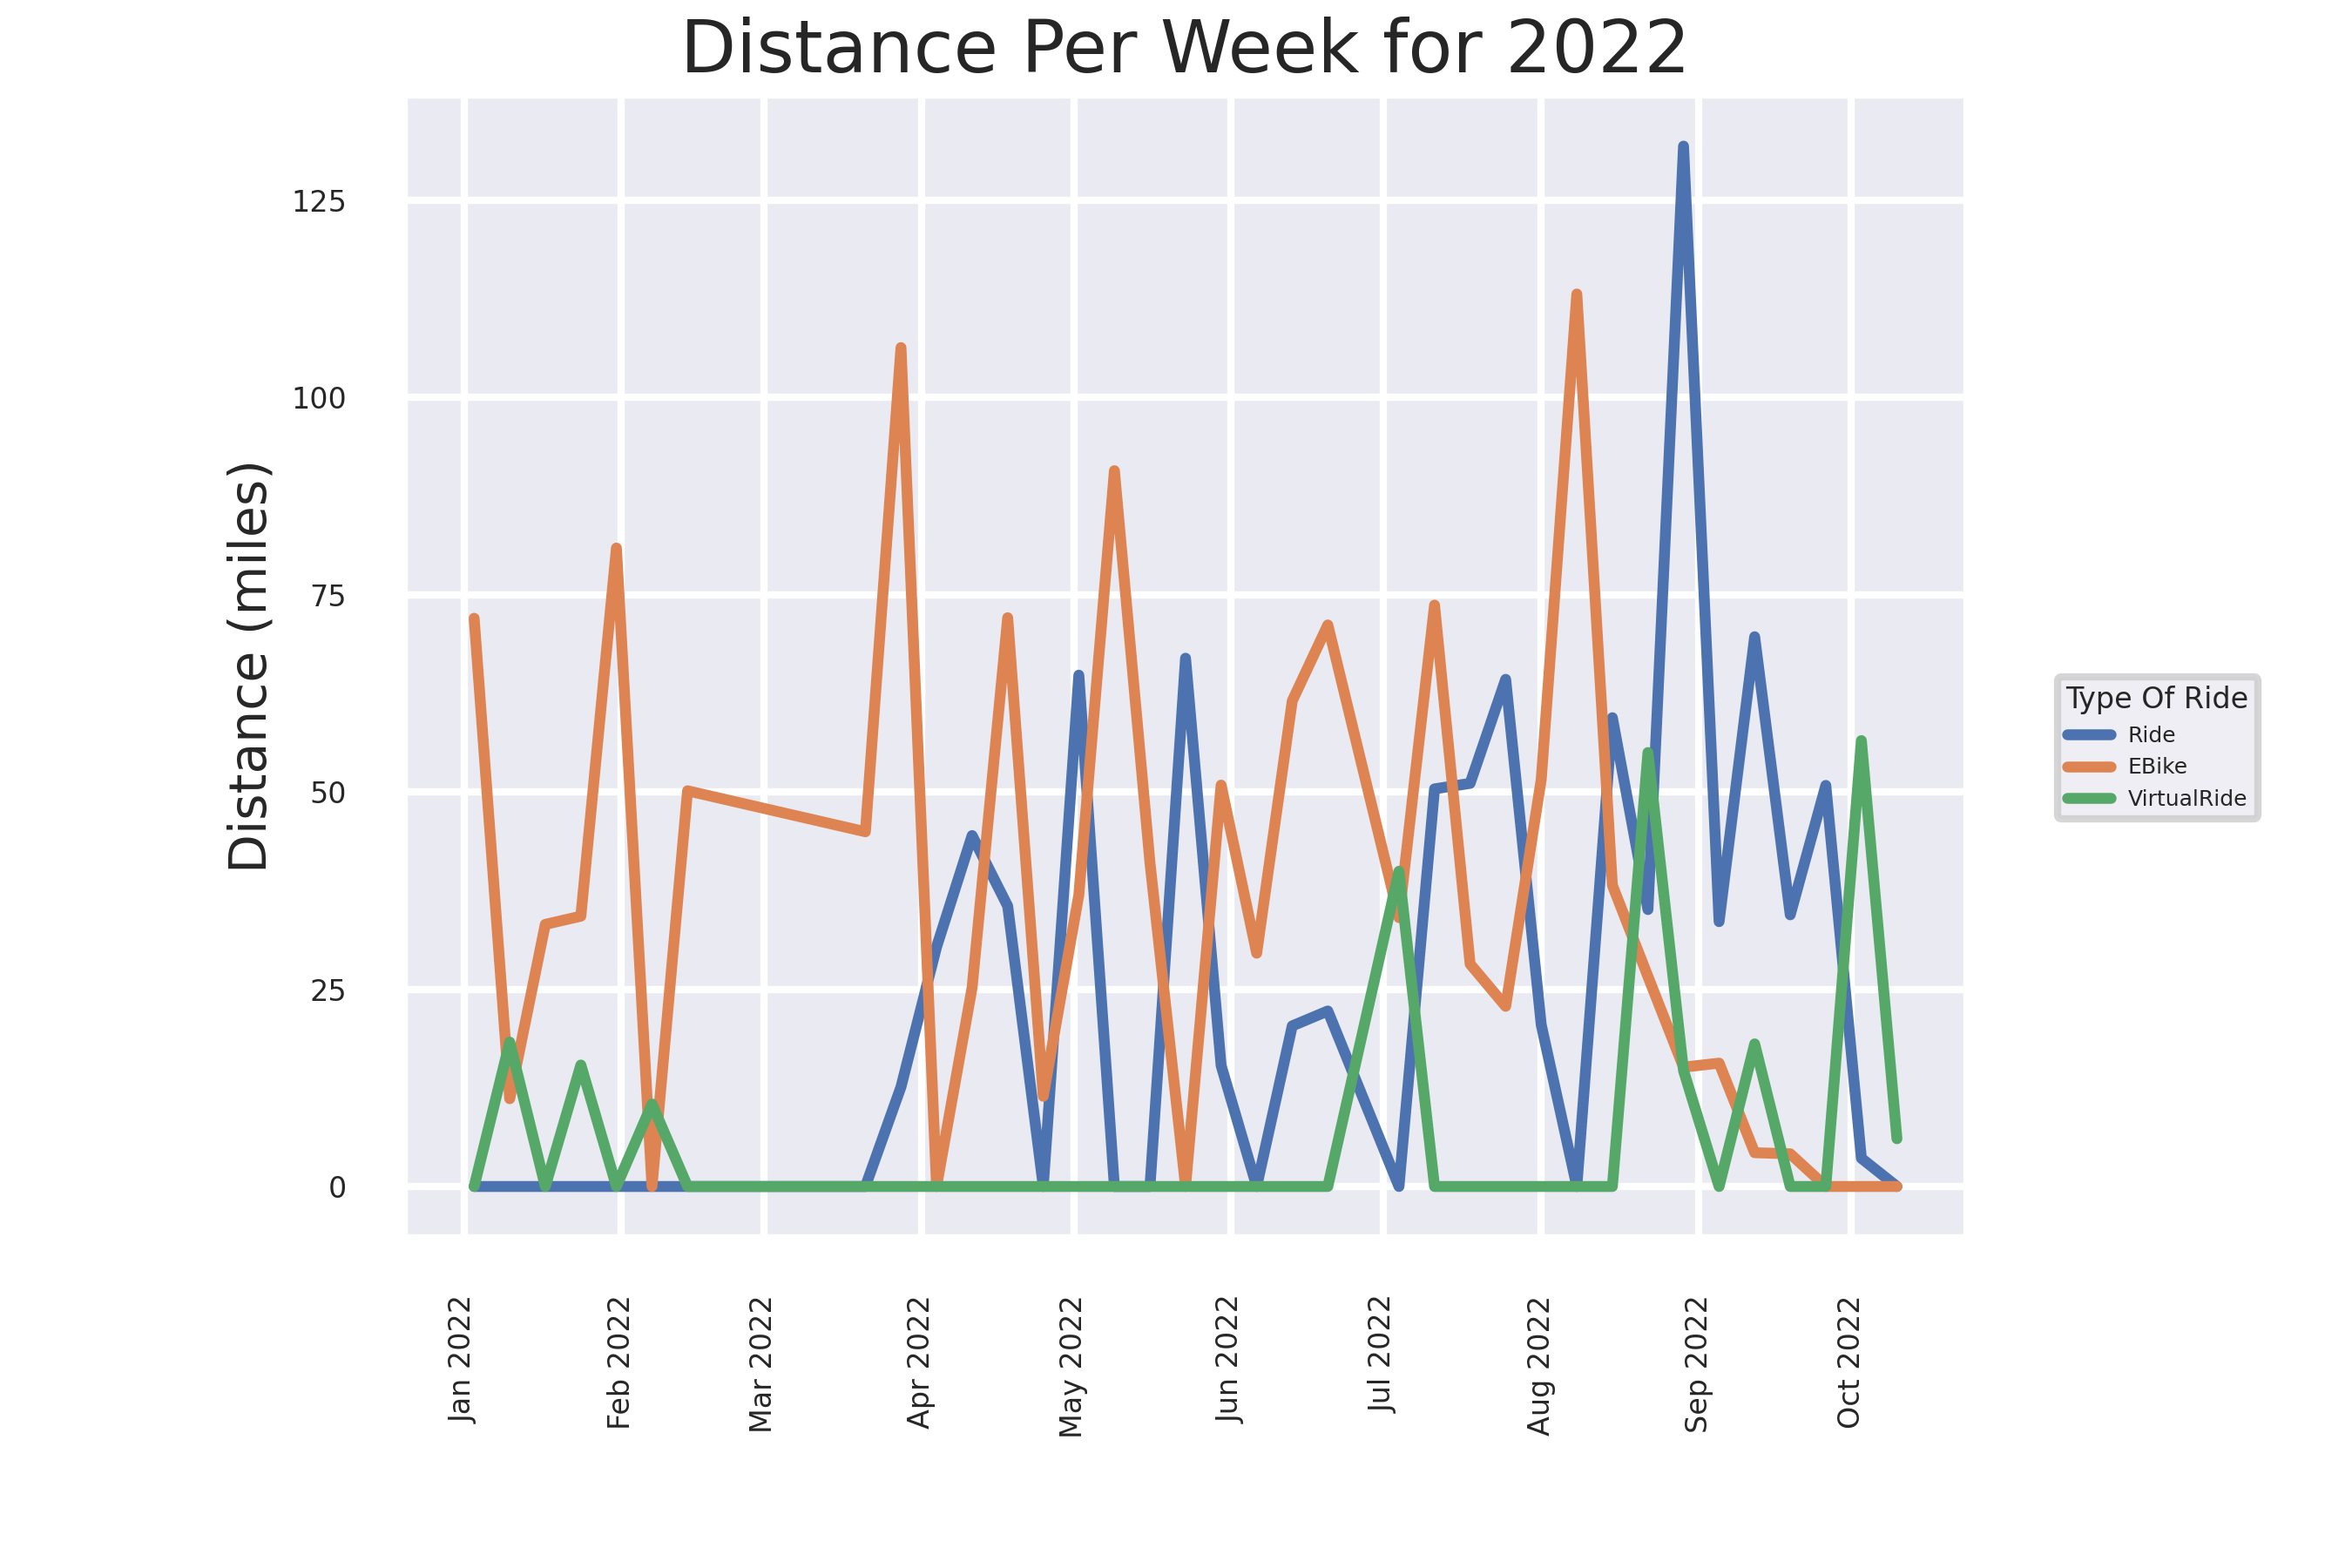 Distance Per Week for 2022
Distance (miles)
125
100
75
50
25
0
Jan 2022
Feb 2022
Mar 2022
Apr 2022
May 2022
Jun 2022
Jul 2022
Aug 2022
Sep 2022
Oct 2022
Type Of Ride
Ride
EBike
VirtualRide